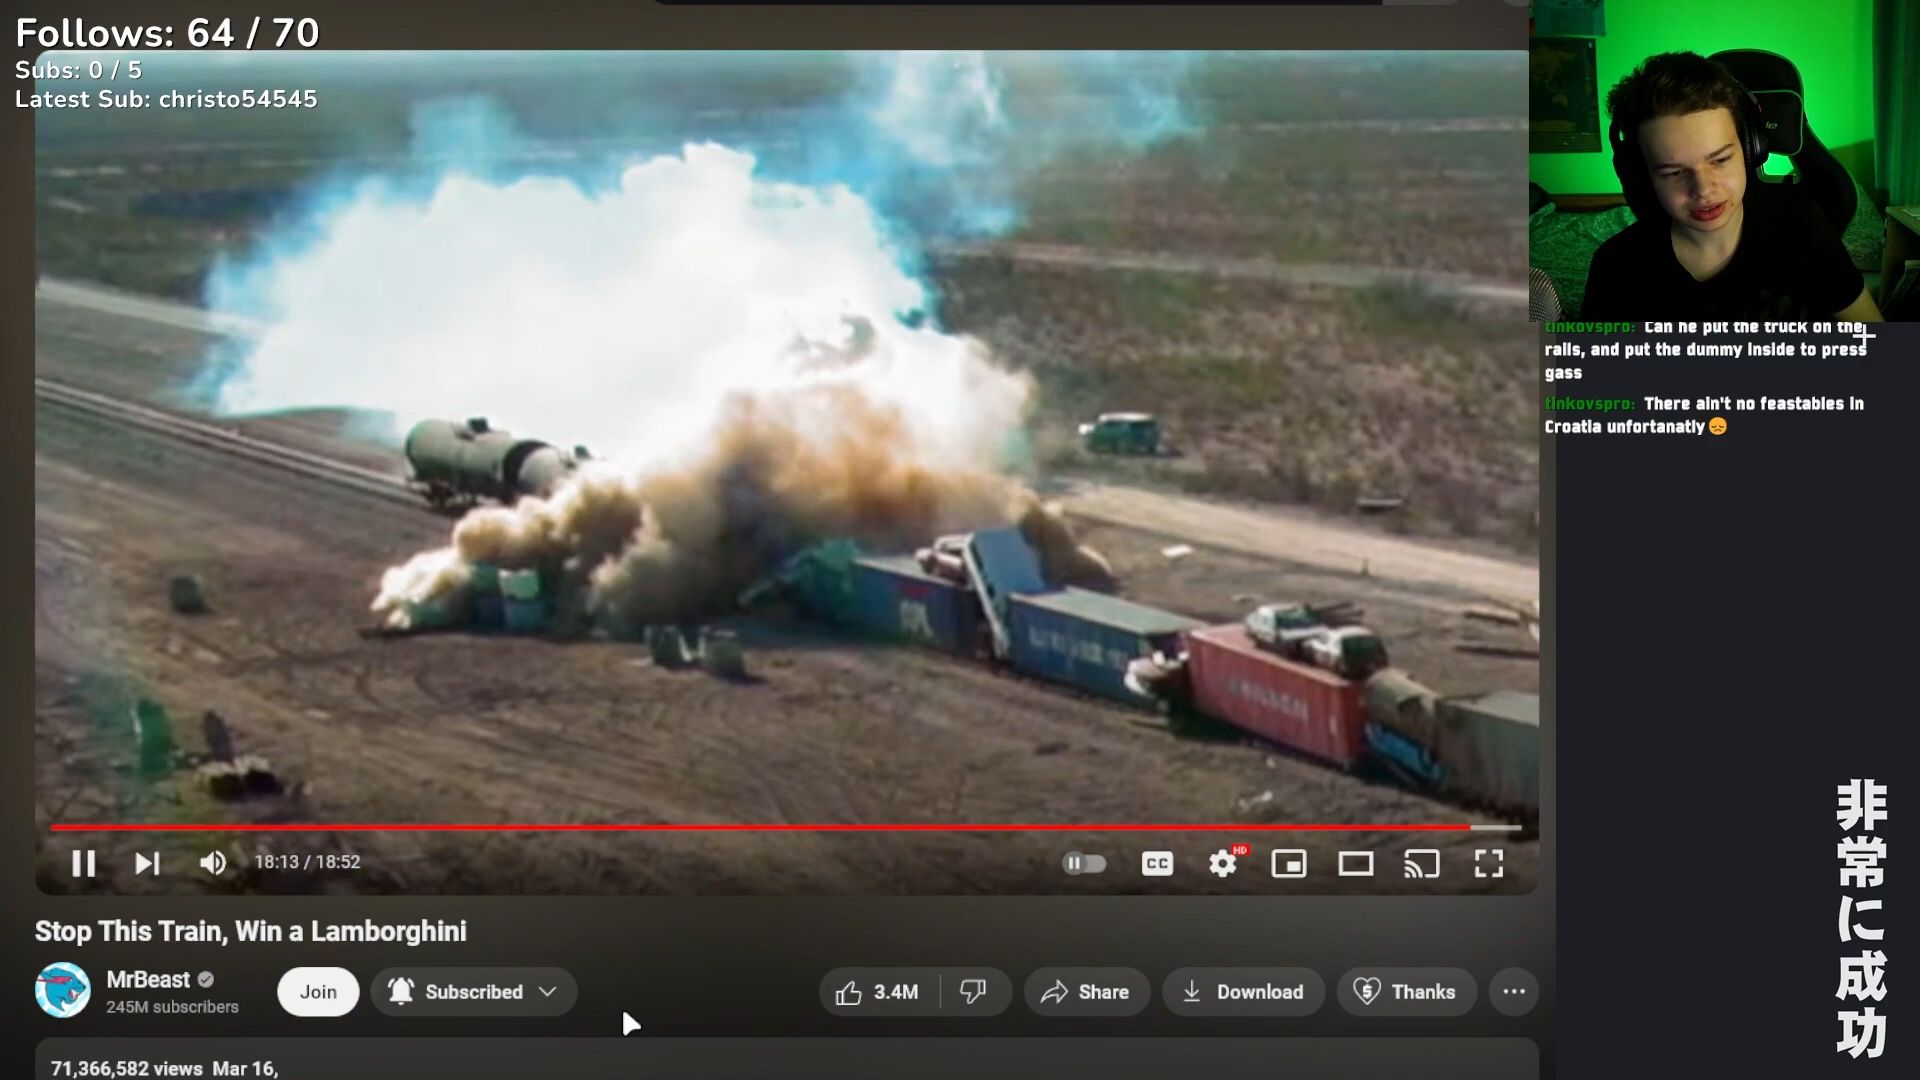 Follows: 64 / 70
Subs: 0 / 5
Latest Sub: christo54545
tinkovspro: Can he put the truck on the
rails, and put the dummy inside to press
gass
tinkovspro: There ain't no feastables in
Croatia unfortanatly😞
18:13 / 18:52
CC
HD
Stop This Train, Win a Lamborghini
MrBeast
245M subscribers
Join
Subscribed
3.4M
Share
Download
Thanks
71,366,582 views Mar 16,
非常に成功